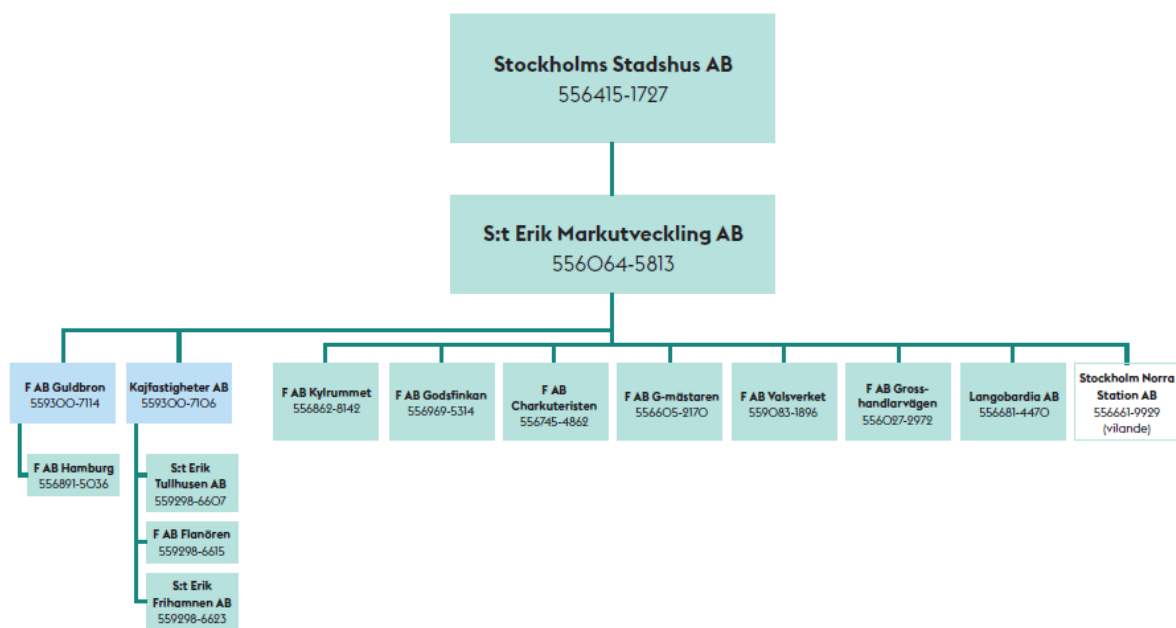 Stockholms Stadshus AB
556415-1727
S:t Erik Markutveckling AB
556064-5813
F AB Guldbron
559300-7114
Kajfastigheter AB
559300-7106
F AB Kylrummet
556862-8142
F AB Godsfinkan
556969-5314
F AB
Charkuteristen
556745-4862
F AB G-mästaren
556605-2170
F AB Valsverket
559083-1896
F AB Gross-
handlarvägen
556027-2972
Langobardia AB
556681-4470
Stockholm Norra
Station AB
556661-9929
(vilande)
F AB Hamburg
556891-5036
S:t Erik
Tullhusen AB
559298-6607
F AB Flanören
559298-6615
S:t Erik
Frihamnen AB
559298-6623